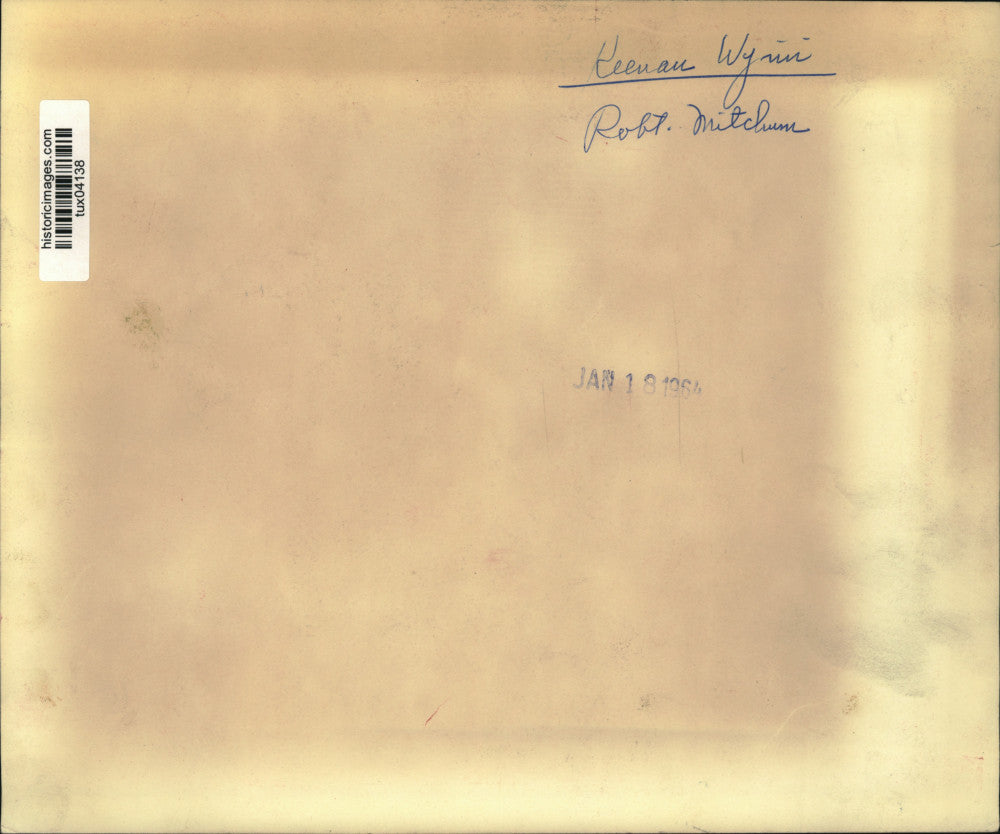 Keenan Wynn
Robt. Mitchum
historicimages.com
tux04138
JAN 18 1964